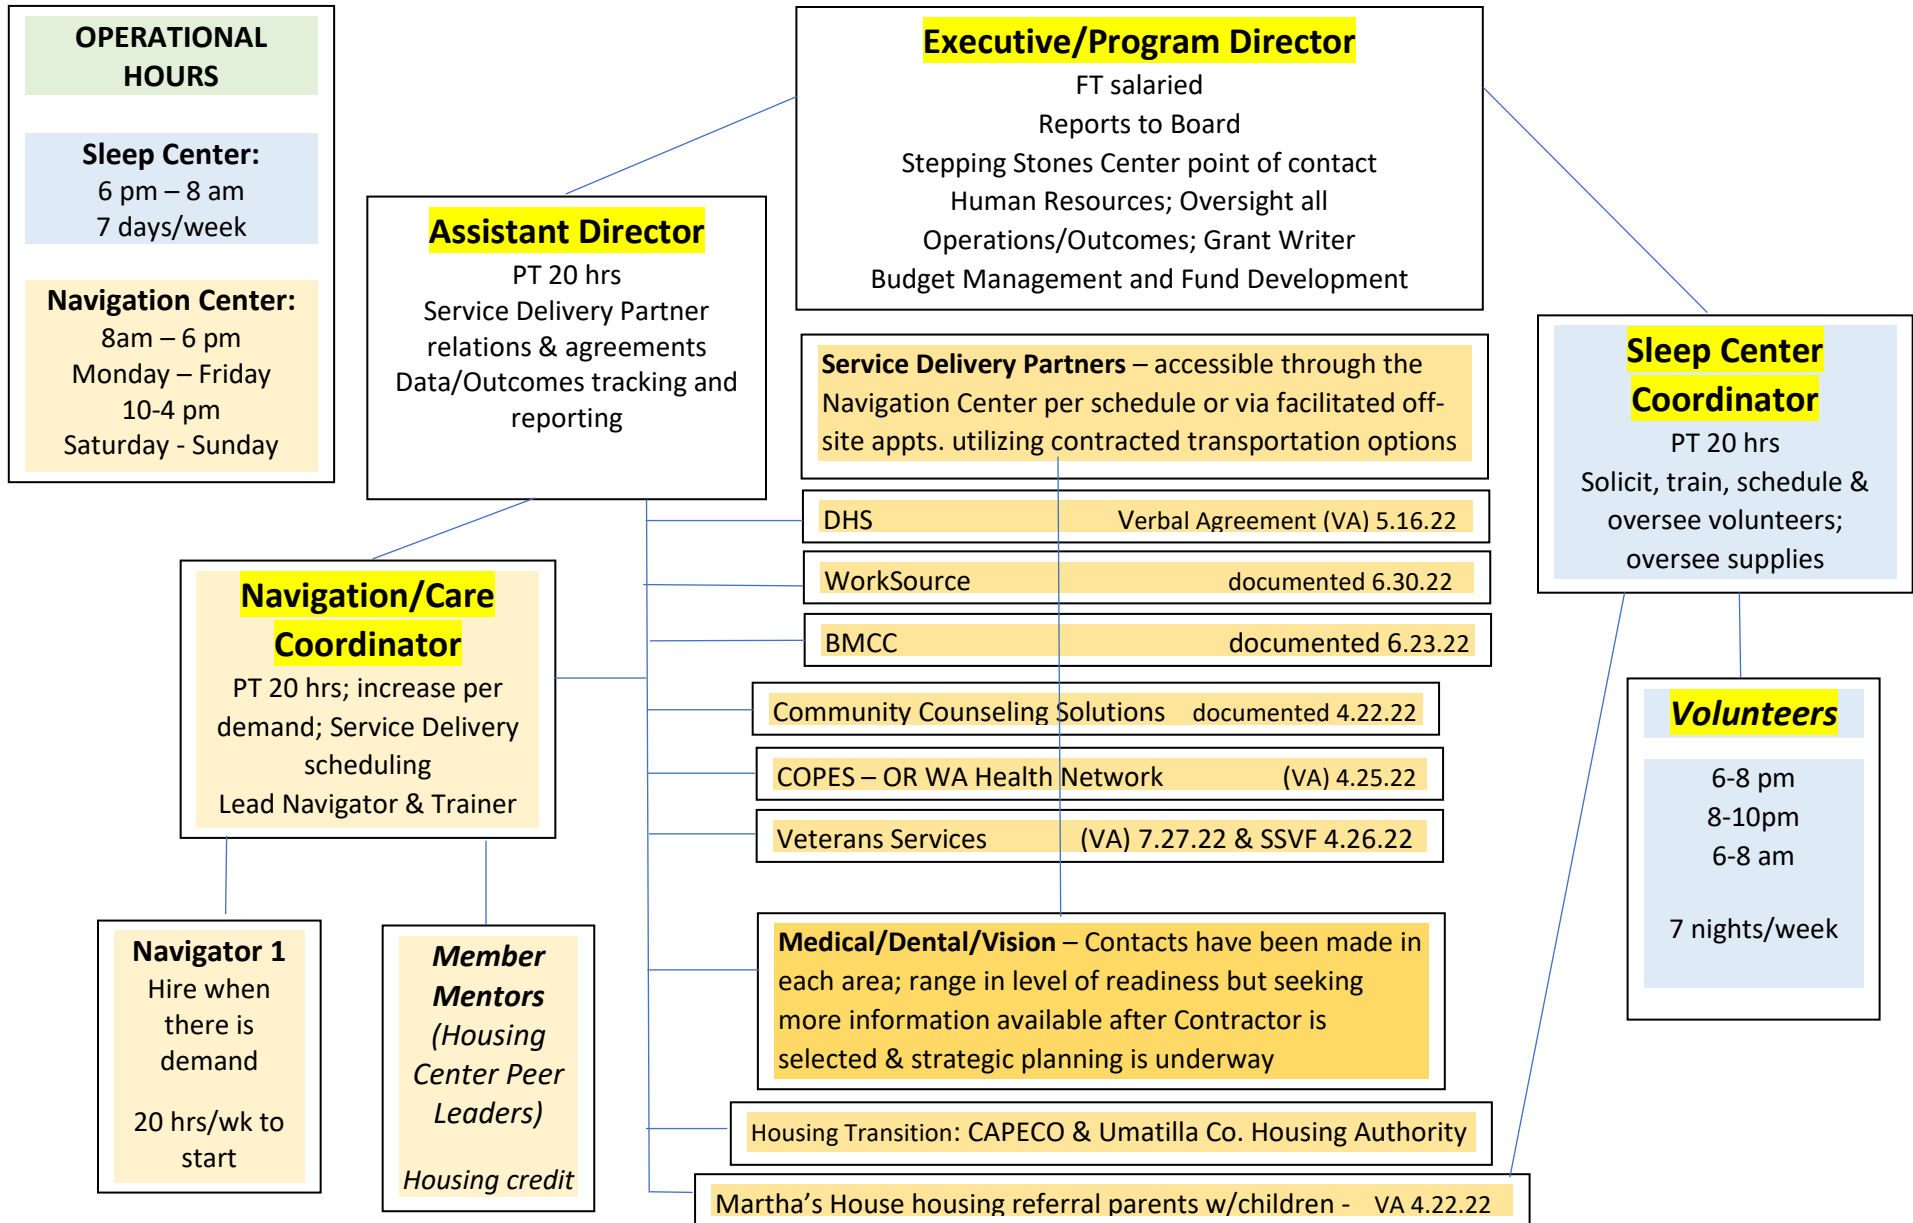 OPERATIONAL
HOURS
Sleep Center:
6 pm – 8 am
7 days/week
Navigation Center:
8am – 6 pm
Monday – Friday
10-4 pm
Saturday - Sunday
Executive/Program Director
FT salaried
Reports to Board
Stepping Stones Center point of contact
Human Resources; Oversight all
Operations/Outcomes; Grant Writer
Budget Management and Fund Development
Assistant Director
PT 20 hrs
Service Delivery Partner
relations & agreements
Data/Outcomes tracking and
reporting
Service Delivery Partners – accessible through the
Navigation Center per schedule or via facilitated off-
site appts. utilizing contracted transportation options
Sleep Center
Coordinator
PT 20 hrs
Solicit, train, schedule &
oversee volunteers;
oversee supplies
DHS Verbal Agreement (VA) 5.16.22
WorkSource documented 6.30.22
BMCC documented 6.23.22
Community Counseling Solutions documented 4.22.22
COPES – OR WA Health Network (VA) 4.25.22
Veterans Services (VA) 7.27.22 & SSVF 4.26.22
Navigation/Care
Coordinator
PT 20 hrs; increase per
demand; Service Delivery
scheduling
Lead Navigator & Trainer
Volunteers
6-8 pm
8-10pm
6-8 am
7 nights/week
Navigator 1
Hire when
there is
demand
20 hrs/wk to
start
Member
Mentors
(Housing
Center Peer
Leaders)
Housing credit
Medical/Dental/Vision – Contacts have been made in
each area; range in level of readiness but seeking
more information available after Contractor is
selected & strategic planning is underway
Housing Transition: CAPECO & Umatilla Co. Housing Authority
Martha's House housing referral parents w/children - VA 4.22.22